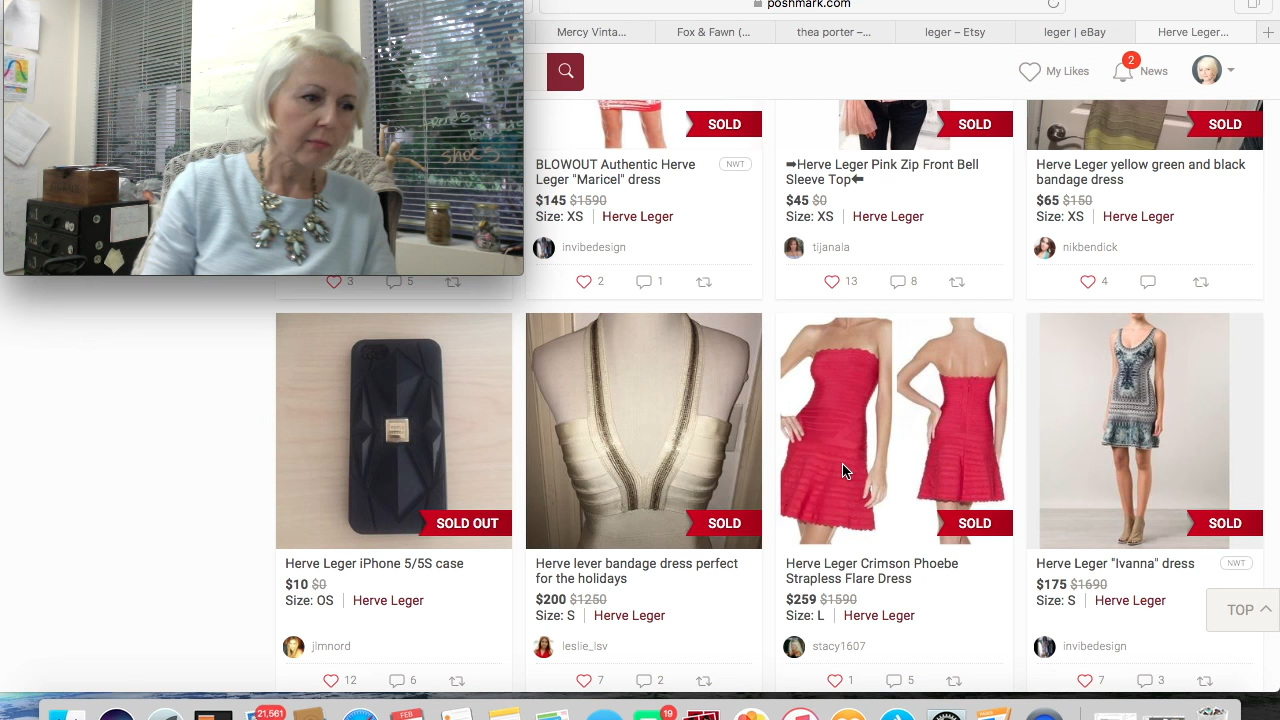 poshmark.com
Mercy Vinta...
Fox & Fawn (...
thea porter –...
leger – Etsy
leger | eBay
Herve Leger...
My Likes
2
News
SOLD
SOLD
SOLD
BLOWOUT Authentic Herve
Leger "Maricel" dress
NWT
$145 $1590
Size: XS | Herve Leger
invibedesign
2
1
➡Herve Leger Pink Zip Front Bell
Sleeve Top⬅
$45 $0
Size: XS | Herve Leger
tijanala
13
8
Herve Leger yellow green and black
bandage dress
$65 $150
Size: XS | Herve Leger
nikbendick
4
3
5
Shoes
SOLD OUT
SOLD
SOLD
SOLD
Herve Leger iPhone 5/5S case
$10 $0
Size: OS | Herve Leger
jlmnord
12
6
Herve lever bandage dress perfect
for the holidays
$200 $1250
Size: S | Herve Leger
leslie_lsv
7
2
Herve Leger Crimson Phoebe
Strapless Flare Dress
$259 $1590
Size: L | Herve Leger
stacy1607
1
5
Herve Leger "Ivanna" dress
NWT
$175 $1690
Size: S | Herve Leger
invibedesign
7
3
TOP
21,561
FEB
19